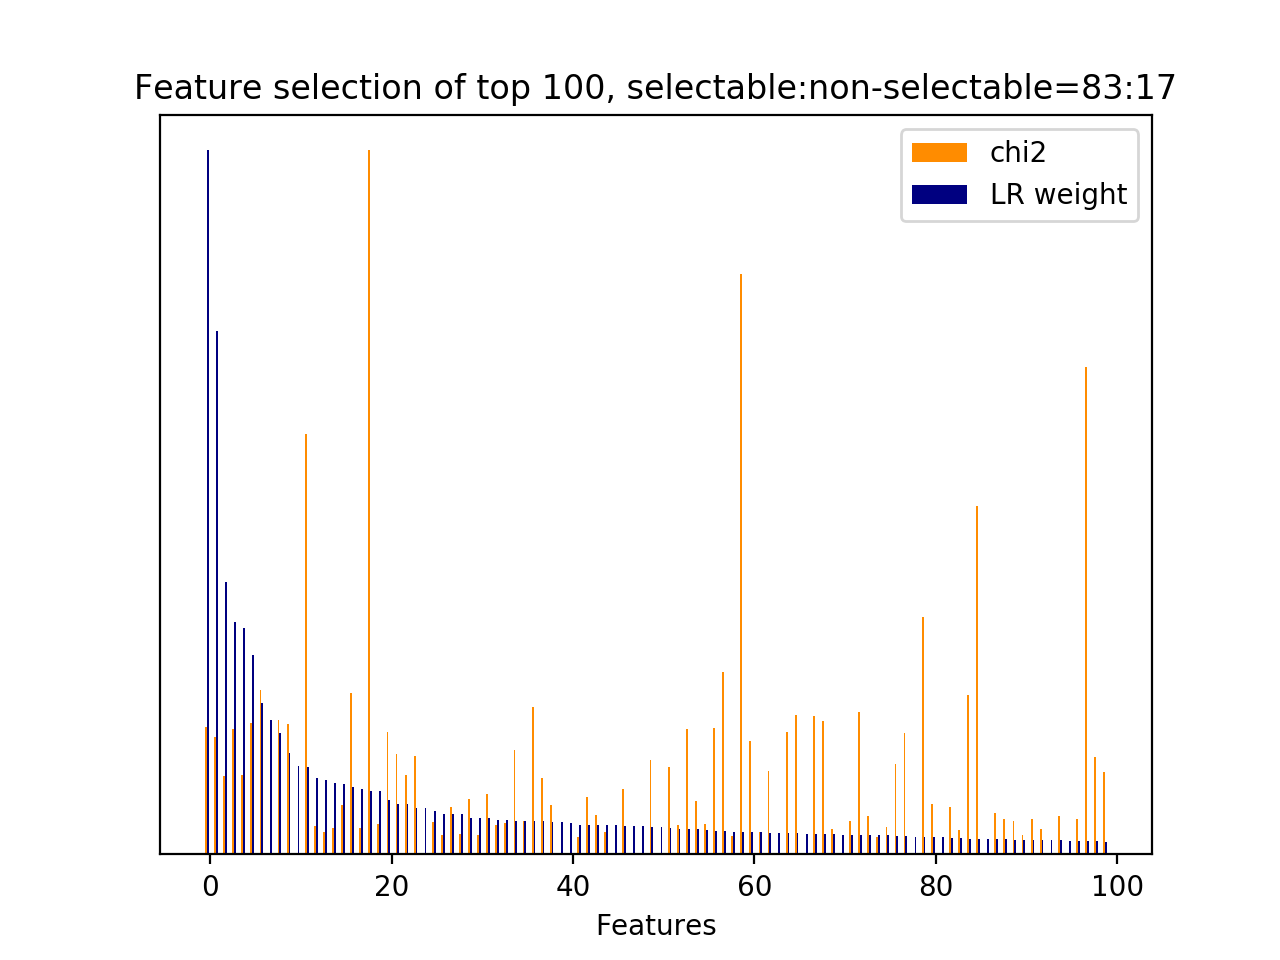 Feature selection of top 100, selectable:non-selectable=83:17
chi2
LR weight
0 20 40 60 80 100
Features